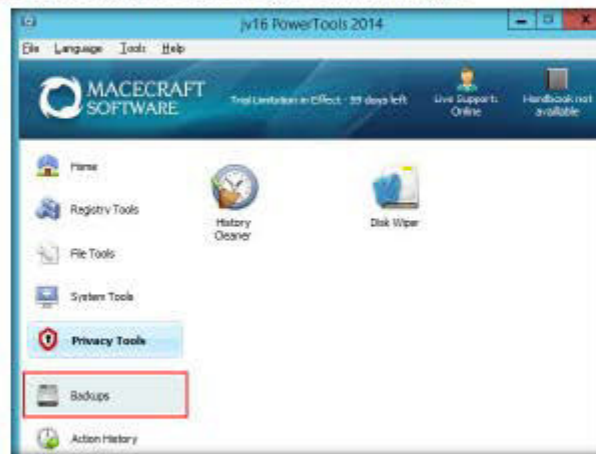 jv16 PowerTools 2014
File Language Tools Help
MACECRAFT
SOFTWARE
Trial Limitation in Effect - 59 days left
Live Support:
Online
Handbook not
available
Home
Registry Tools
File Tools
System Tools
Privacy Tools
Backups
Action History
History
Cleaner
Disk Wiper